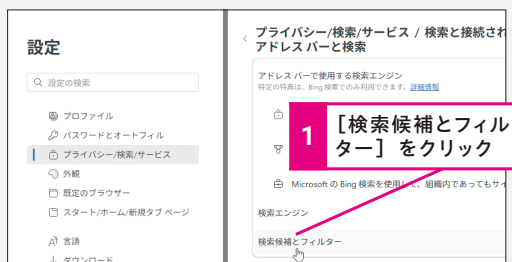 設定
設定の検索
プロファイル
パスワードとオートフィル
プライバシー/検索/サービス
外観
既定のブラウザー
スタート/ホーム/新規タブ ページ
言語
ダウンロード
プライバシー/検索/サービス / 検索と接続され
アドレス バーと検索
アドレス バーで使用する検索エンジン
特定の特典は、Bing 検索でのみ利用できます。詳細情報
1 [検索候補とフィル
ター] をクリック
Microsoft の Bing 検索を使用して、組織内であってもサイ
検索エンジン
検索候補とフィルター